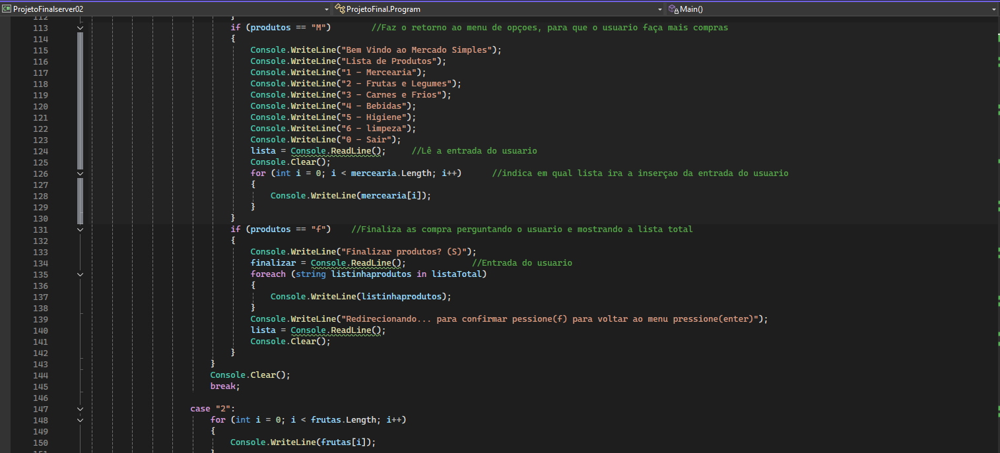 C# ProjetoFinalserver02 ProjetoFinal.Program Main()
112 }
113 if (produtos == "M") //Faz o retorno ao menu de opçoes, para que o usuario faça mais compras
114 {
115 Console.WriteLine("Bem Vindo ao Mercado Simples");
116 Console.WriteLine("Lista de Produtos");
117 Console.WriteLine("1 - Mercearia");
118 Console.WriteLine("2 - Frutas e Legumes");
119 Console.WriteLine("3 - Carnes e Frios");
120 Console.WriteLine("4 - Bebidas");
121 Console.WriteLine("5 - Higiene");
122 Console.WriteLine("6 - limpeza");
123 Console.WriteLine("0 - Sair");
124 lista = Console.ReadLine(); //Lê a entrada do usuario
125 Console.Clear();
126 for (int i = 0; i < mercearia.Length; i++) //indica em qual lista ira a inserçao da entrada do usuario
127 {
128 Console.WriteLine(mercearia[i]);
129 }
130 }
131 if (produtos == "f") //Finaliza as compra perguntando o usuario e mostrando a lista total
132 {
133 Console.WriteLine("Finalizar produtos? (S)");
134 finalizar = Console.ReadLine(); //Entrada do usuario
135 foreach (string listinhaprodutos in listaTotal)
136 {
137 Console.WriteLine(listinhaprodutos);
138 }
139 Console.WriteLine("Redirecionando... para confirmar pessione(f) para voltar ao menu pressione(enter)");
140 lista = Console.ReadLine();
141 Console.Clear();
142 }
143 }
144 Console.Clear();
145 break;
146
147 case "2":
148 for (int i = 0; i < frutas.Length; i++)
149 {
150 Console.WriteLine(frutas[i]);
151 }